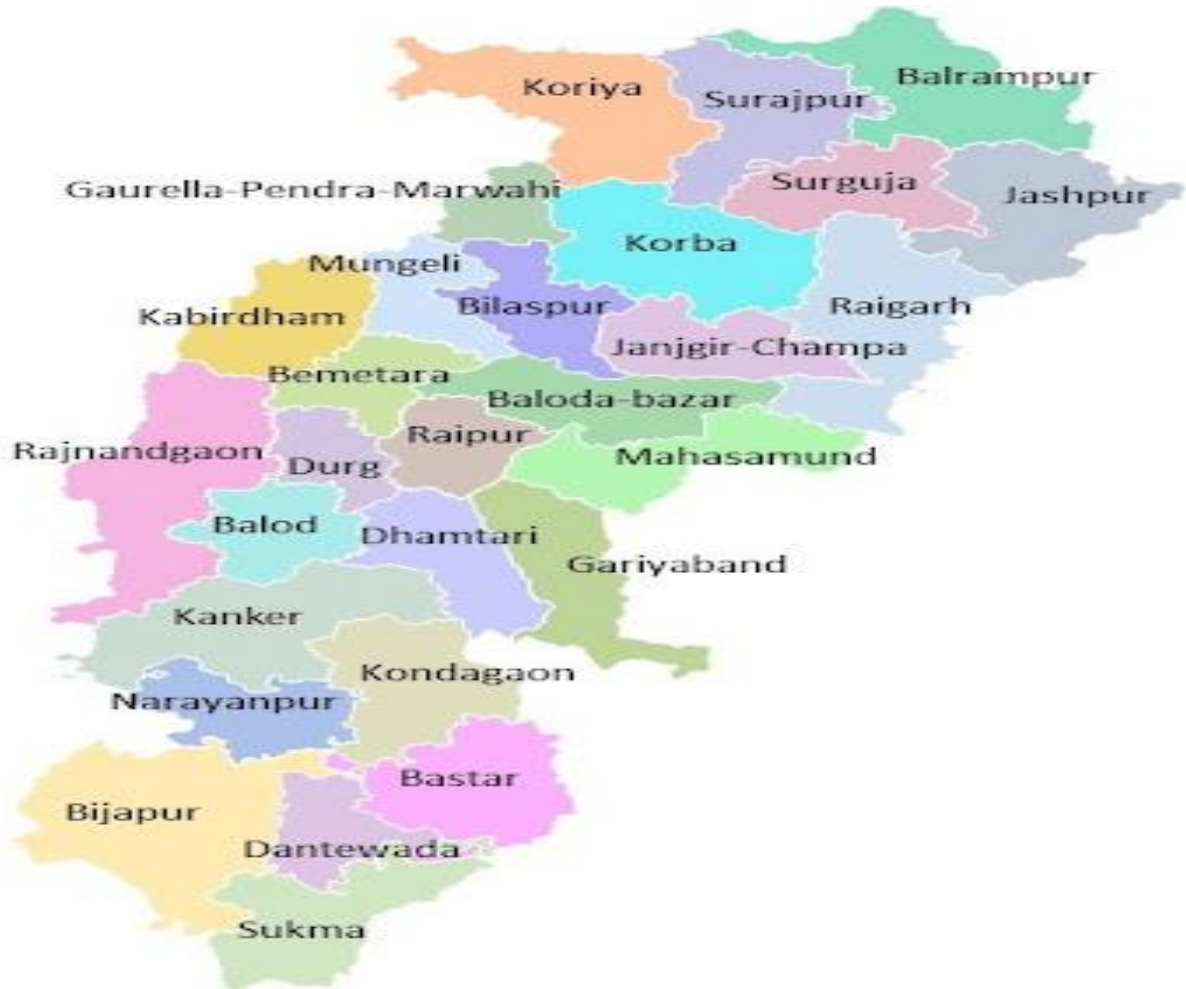 Balrampur
Koriya
Surajpur
Surguja
Gaurella-Pendra-Marwahi
Jashpur
Korba
Mungeli
Bilaspur
Raigarh
Kabirdham
Janjgir-Champa
Bemetara
Baloda-bazar
Raipur
Rajnandgaon
Durg
Mahasamund
Balod
Dhamtari
Gariyaband
Kanker
Kondagaon
Narayanpur
Bastar
Bijapur
Dantewada
Sukma